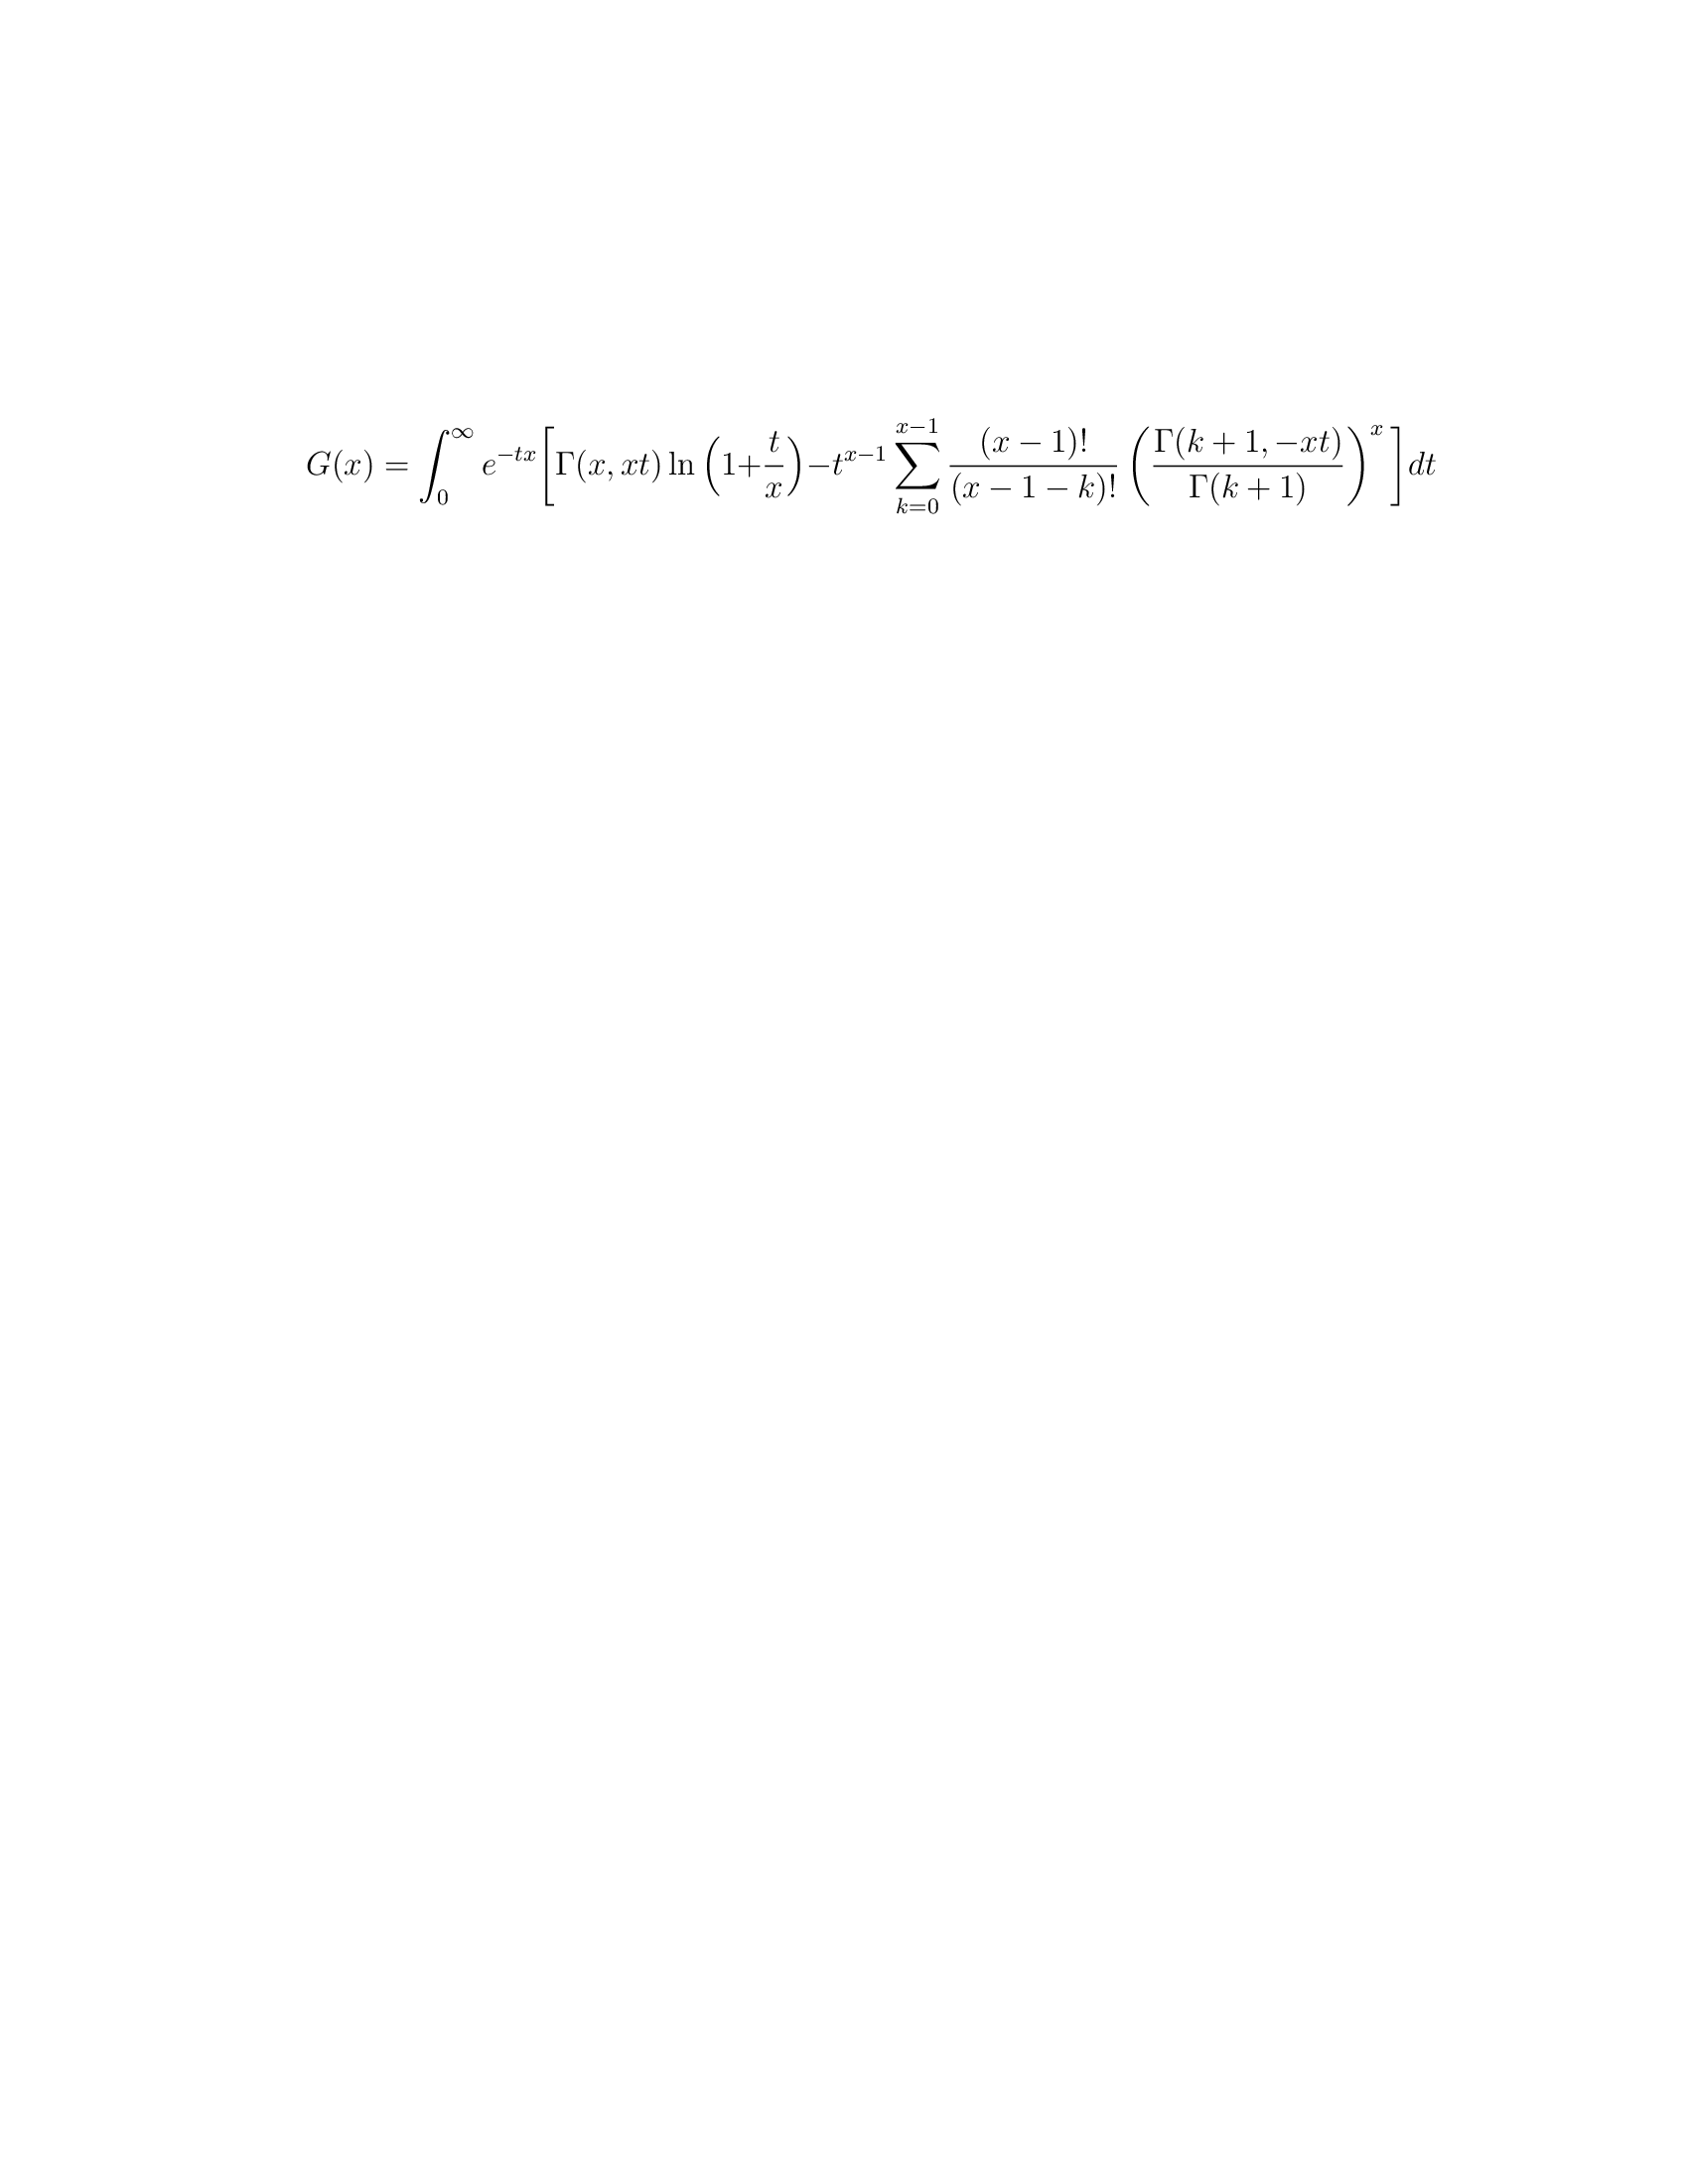 $G(x) = \int_0^\infty e^{-tx} \left[ \Gamma(x, xt) \ln \left( 1 + \frac{t}{x} \right) - t^{x-1} \sum_{k=0}^{x-1} \frac{(x-1)!}{(x-1-k)!} \left( \frac{\Gamma(k+1, -xt)}{\Gamma(k+1)} \right)^x \right] dt$